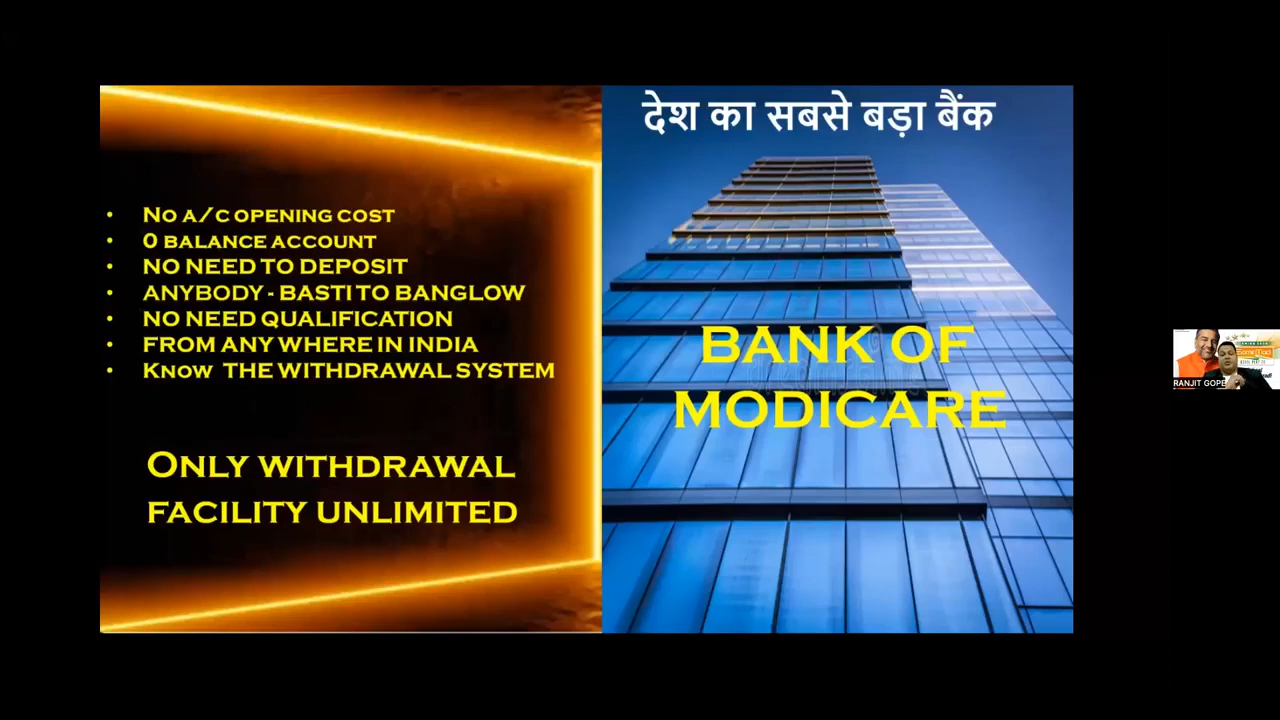 No a/c opening cost
0 balance account
NO NEED TO DEPOSIT
ANYBODY - BASTI TO BANGLOW
NO NEED QUALIFICATION
FROM ANY WHERE IN INDIA
Know THE WITHDRAWAL SYSTEM
Only withdrawal
facility unlimited
देश का सबसे बड़ा बैंक
BANK OF
MODICARE
RANJIT GOPE